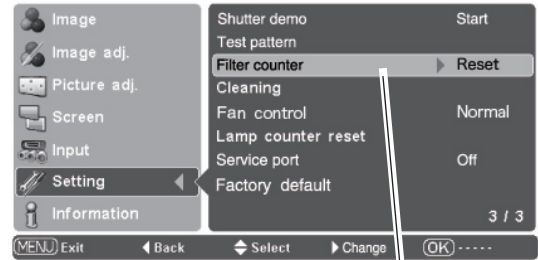 Image
Image adj.
Picture adj.
Screen
Input
Setting
Information
Shutter demo Start
Test pattern
Filter counter Reset
Cleaning
Fan control Normal
Lamp counter reset
Service port Off
Factory default
3 / 3
MENU Exit Back Select Change OK -----